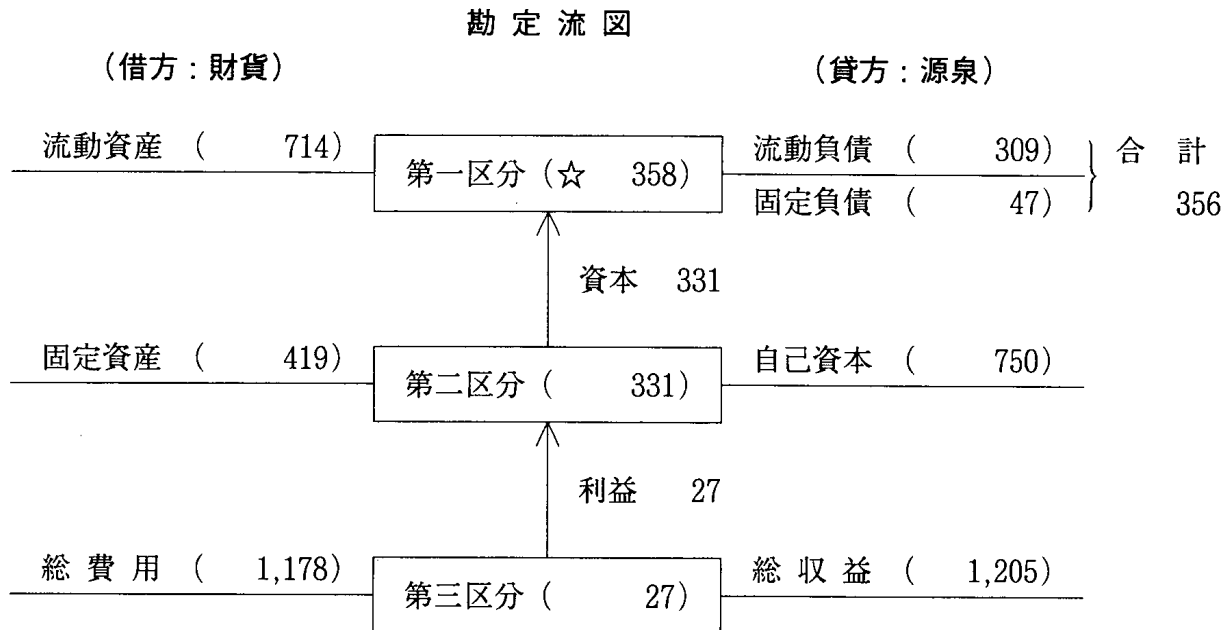 勘定流図
(借方:財貨) (貸方:源泉)
流動資産 ( 714) 第一区分 (☆ 358) 流動負債 ( 309) 合計
固定負債 ( 47) 356
資本 331
固定資産 ( 419) 第二区分 ( 331) 自己資本 ( 750)
利益 27
総費用 ( 1,178) 第三区分 ( 27) 総収益 ( 1,205)